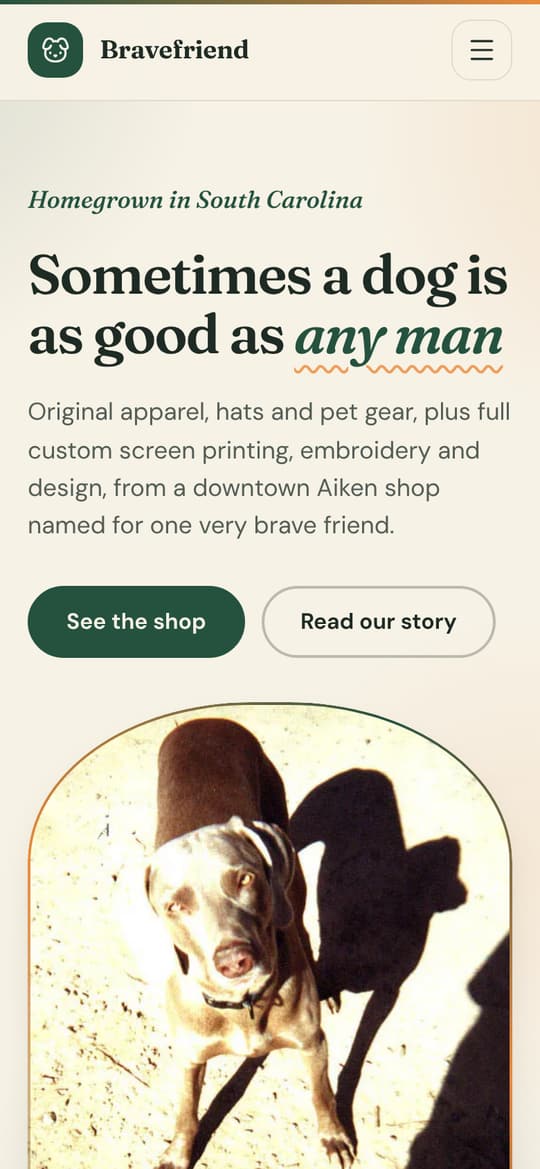 Bravefriend
Homegrown in South Carolina
Sometimes a dog is
as good as any man
Original apparel, hats and pet gear, plus full
custom screen printing, embroidery and
design, from a downtown Aiken shop
named for one very brave friend.
See the shop
Read our story